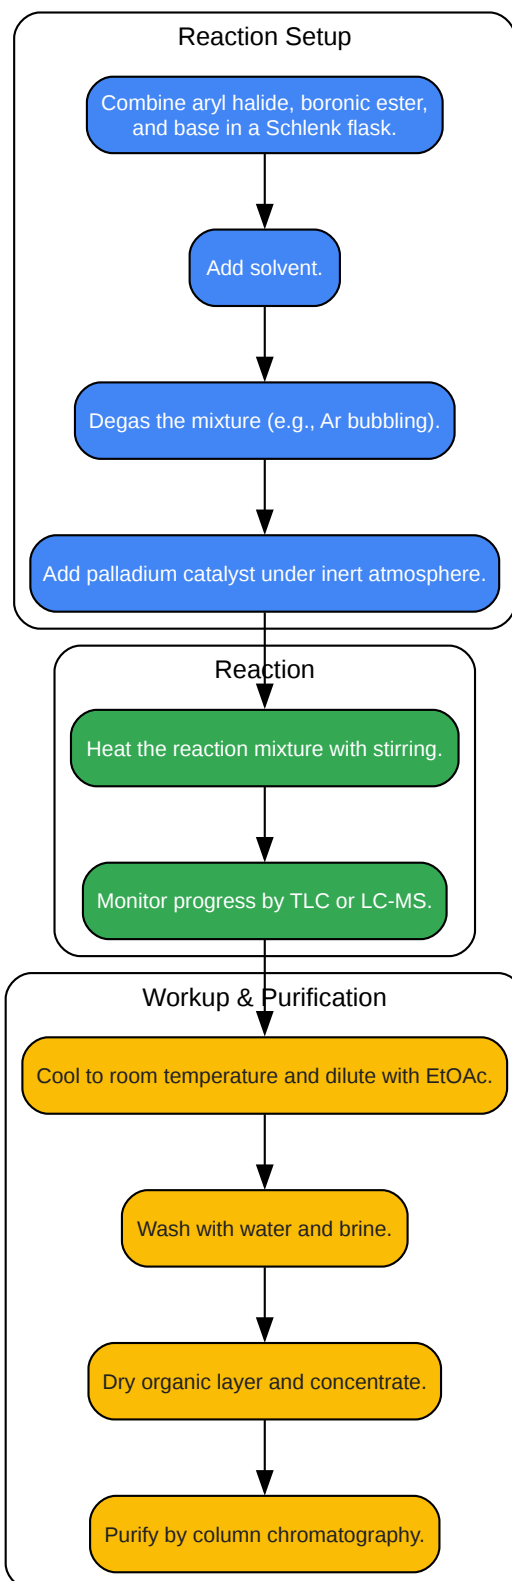 Reaction Setup
Combine aryl halide, boronic ester,
and base in a Schlenk flask.
Add solvent.
Degas the mixture (e.g., Ar bubbling).
Add palladium catalyst under inert atmosphere.
Reaction
Heat the reaction mixture with stirring.
Monitor progress by TLC or LC-MS.
Workup & Purification
Cool to room temperature and dilute with EtOAc.
Wash with water and brine.
Dry organic layer and concentrate.
Purify by column chromatography.